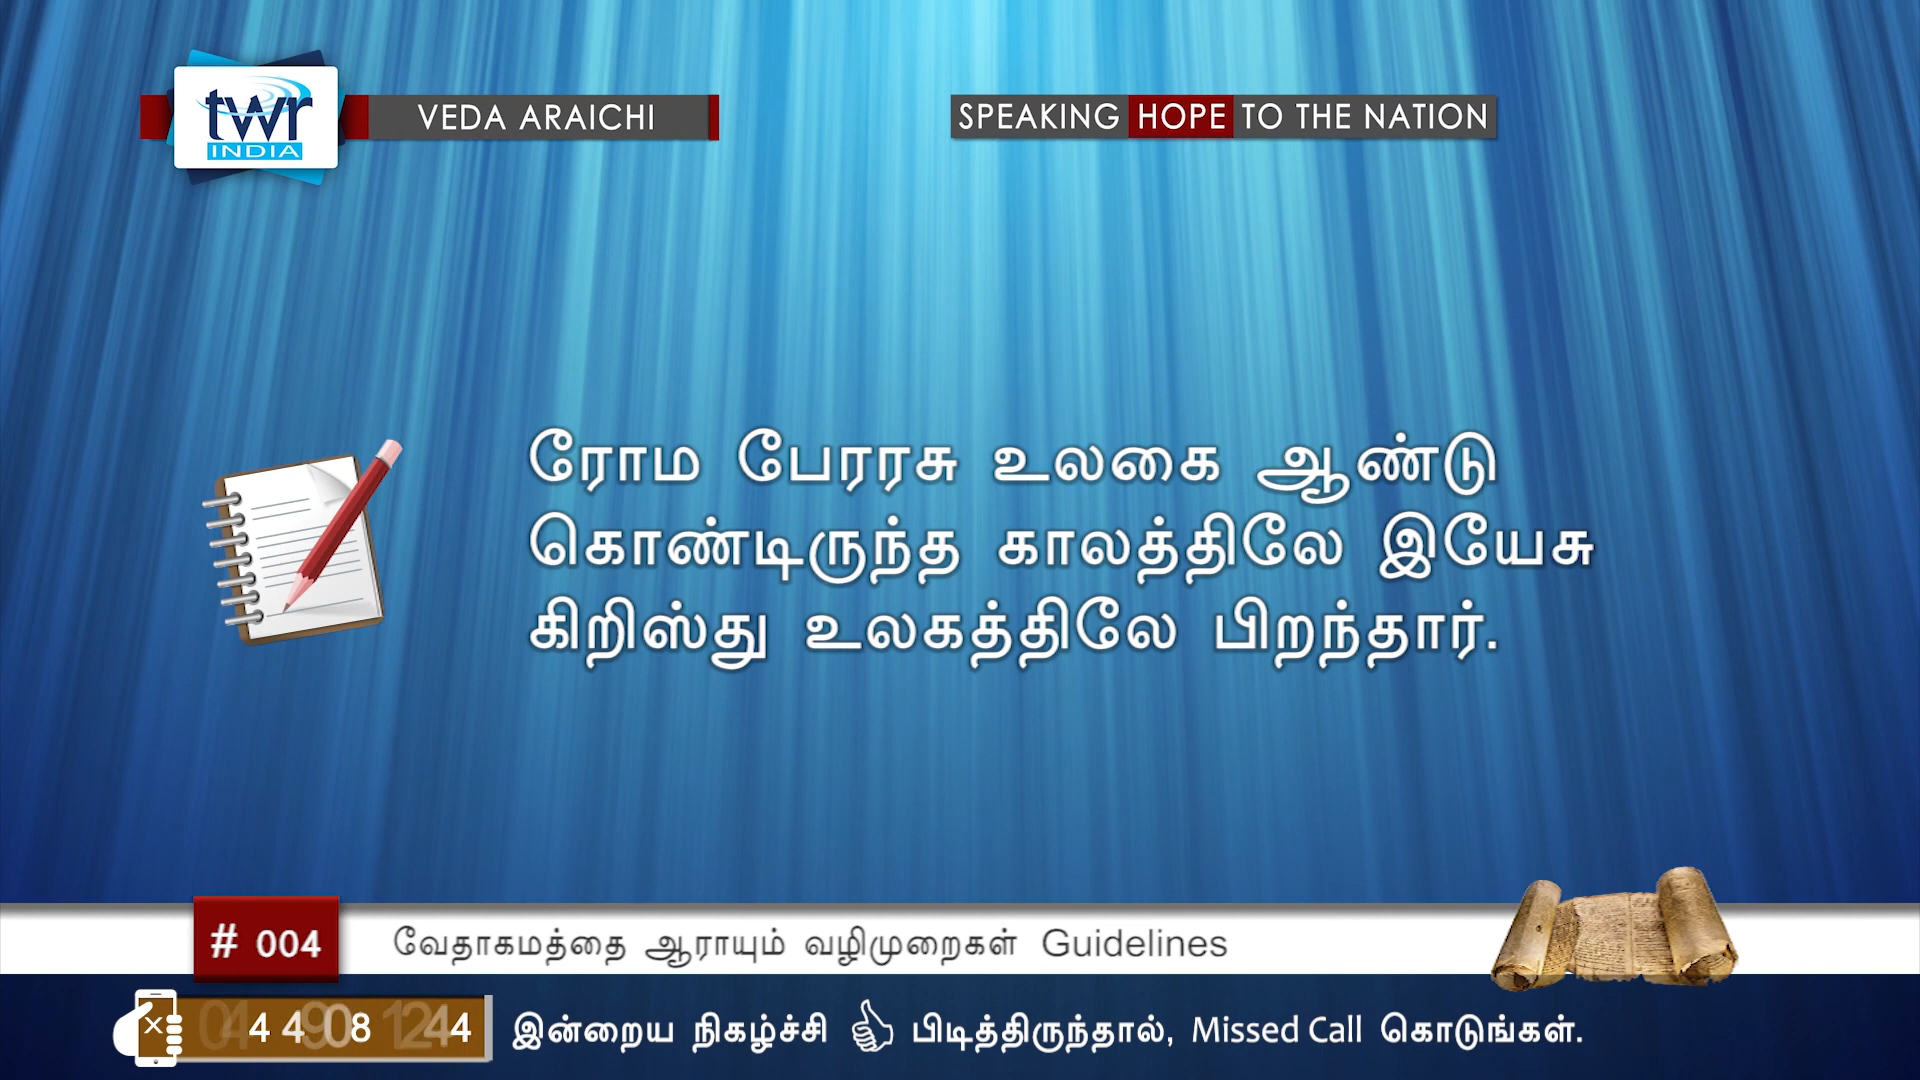 twr
INDIA
VEDA ARAICHI
SPEAKING HOPE TO THE NATION
ரோம பேரரசு உலகை ஆண்டு
கொண்டிருந்த காலத்திலே இயேசு
கிறிஸ்து உலகத்திலே பிறந்தார்.
# 004
வேதாகமத்தை ஆராயும் வழிமுறைகள் Guidelines
இன்றைய நிகழ்ச்சி பிடித்திருந்தால், Missed Call கொடுங்கள்.